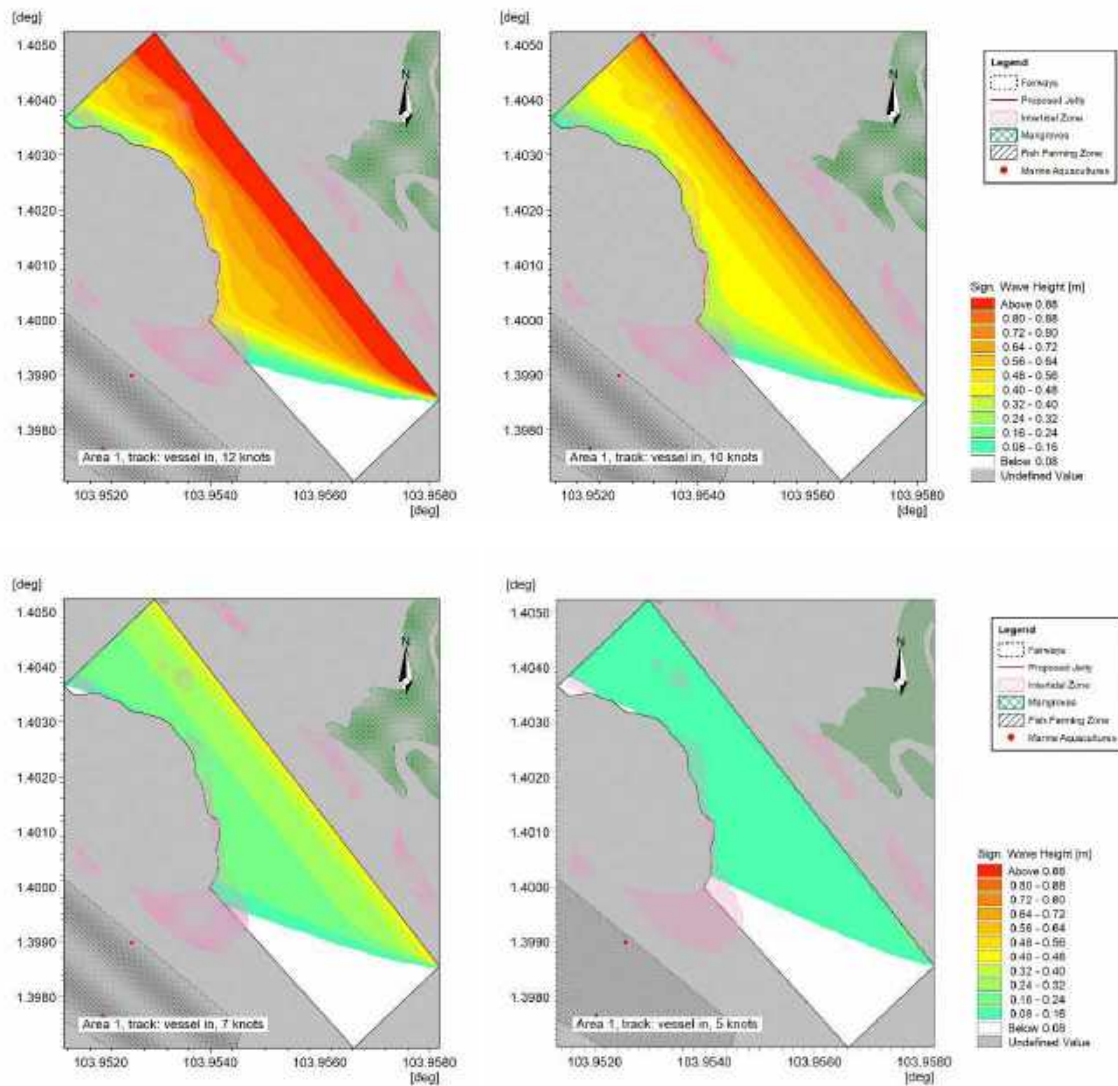 [deg]
1.4050
1.4040
1.4030
1.4020
1.4010
1.4000
1.3990
1.3980
N
Area 1, track: vessel in, 12 knots
103.9520 103.9540 103.9560 103.9580
[deg]
[deg]
1.4050
1.4040
1.4030
1.4020
1.4010
1.4000
1.3990
1.3980
N
Area 1, track: vessel in, 10 knots
103.9520 103.9540 103.9560 103.9580
[deg]
Legend
Fairways
Proposed Jetty
Intertidal Zone
Mangroves
Fish Farming Zone
Marine Aquacultures
Sign. Wave Height [m]
Above 0.88
0.80 - 0.88
0.72 - 0.80
0.64 - 0.72
0.56 - 0.64
0.48 - 0.56
0.40 - 0.48
0.32 - 0.40
0.24 - 0.32
0.16 - 0.24
0.08 - 0.16
Below 0.08
Undefined Value
[deg]
1.4050
1.4040
1.4030
1.4020
1.4010
1.4000
1.3990
1.3980
N
Area 1, track: vessel in, 7 knots
103.9520 103.9540 103.9560 103.9580
[deg]
[deg]
1.4050
1.4040
1.4030
1.4020
1.4010
1.4000
1.3990
1.3980
N
Area 1, track: vessel in, 5 knots
103.9520 103.9540 103.9560 103.9580
[deg]
Legend
Fairways
Proposed Jetty
Intertidal Zone
Mangroves
Fish Farming Zone
Marine Aquacultures
Sign. Wave Height [m]
Above 0.88
0.80 - 0.88
0.72 - 0.80
0.64 - 0.72
0.56 - 0.64
0.48 - 0.56
0.40 - 0.48
0.32 - 0.40
0.24 - 0.32
0.16 - 0.24
0.08 - 0.16
Below 0.08
Undefined Value